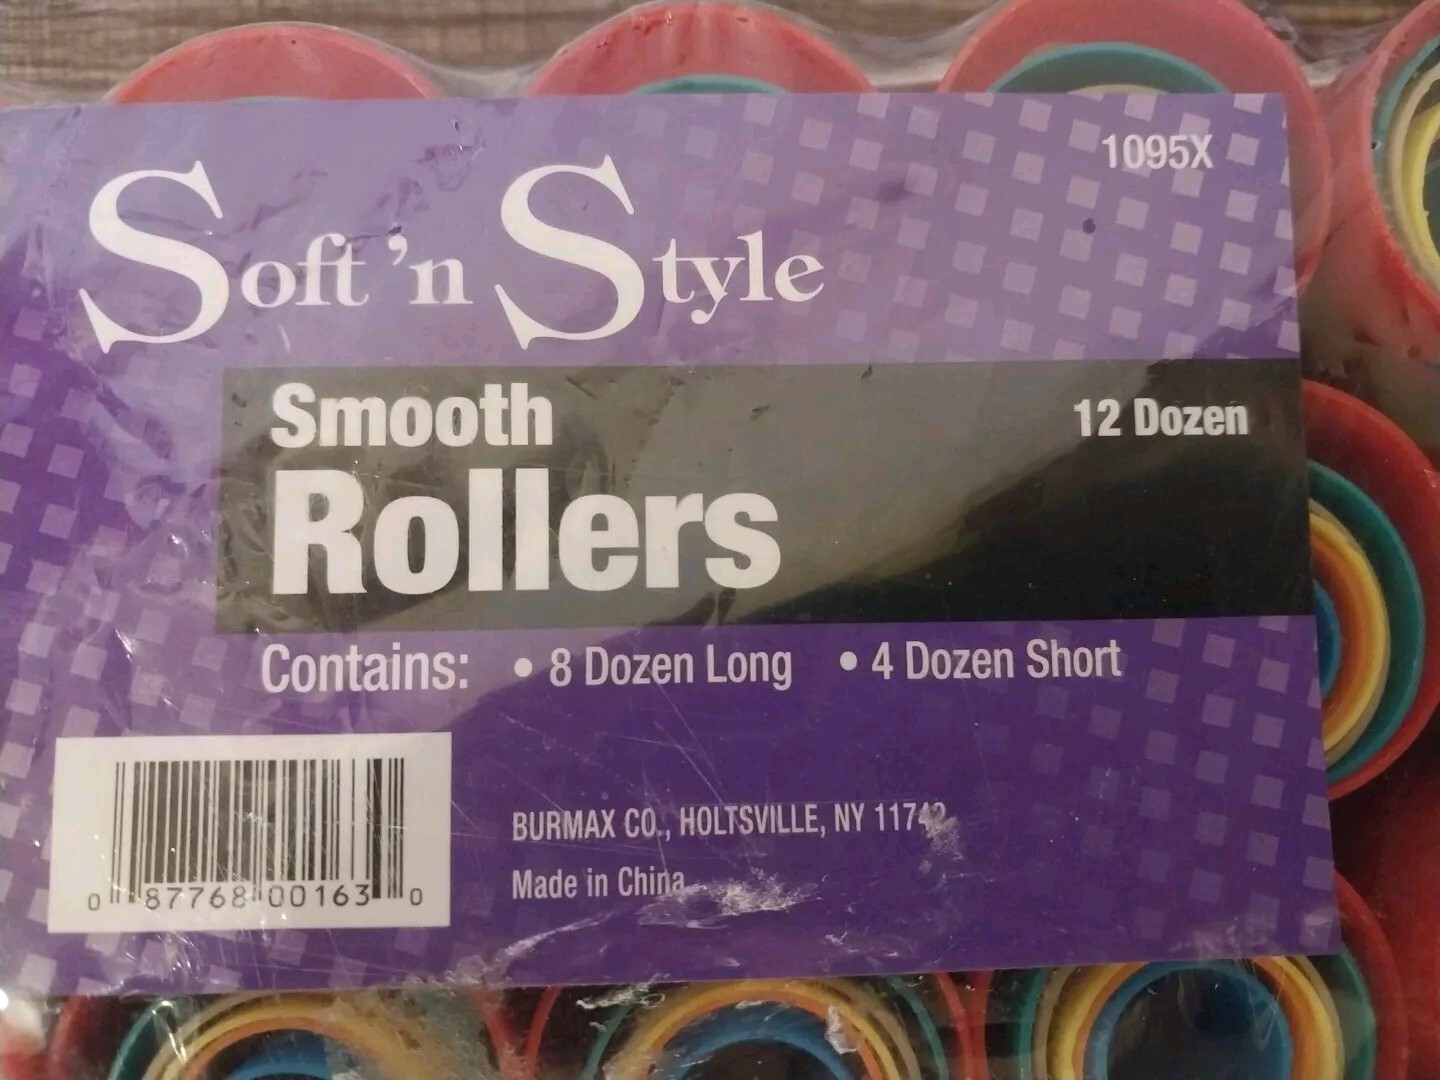 1095X
Soft 'n Style
Smooth
12 Dozen
Rollers
Contains: • 8 Dozen Long • 4 Dozen Short
BURMAX CO., HOLTSVILLE, NY 11742
Made in China
0 87768 00163 0